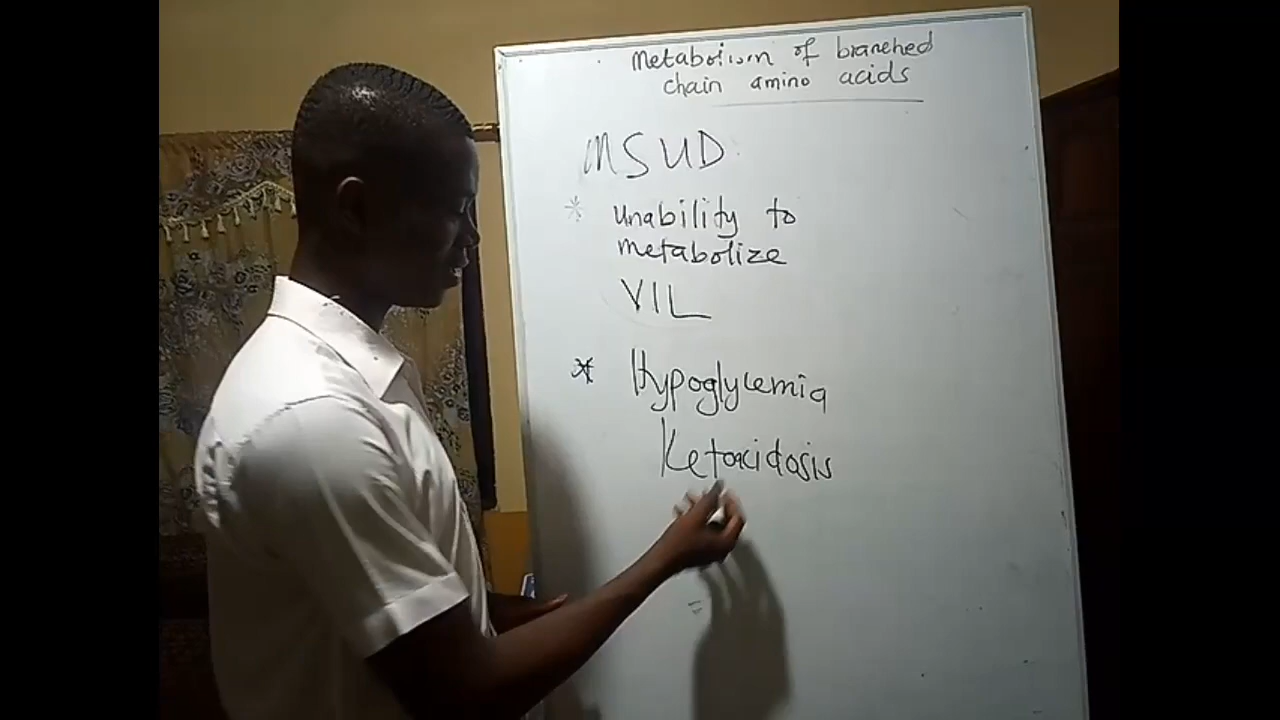 Metabolism of branched
chain amino acids
MSUD
* Unability to
metabolize
VIL
* Hypoglycemia
Ketoacidosis